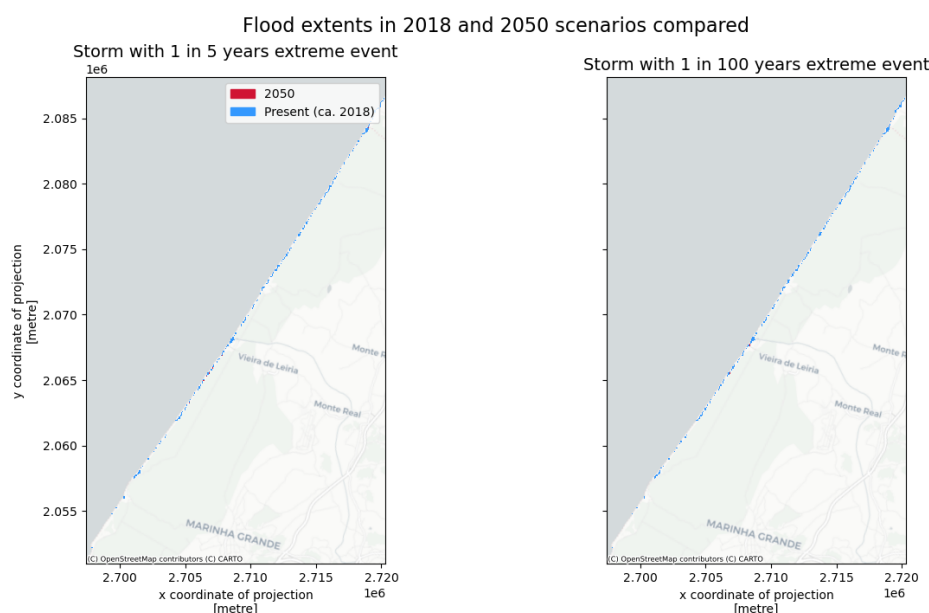 Flood extents in 2018 and 2050 scenarios compared
Storm with 1 in 5 years extreme event
1e6
2050
Present (ca. 2018)
2.085
2.080
2.075
2.070
2.065
2.060
2.055
y coordinate of projection
[metre]
Monte R
Vieira de Leiria
Monte Real
MARINHA GRANDE
(C) OpenStreetMap contributors (C) CARTO
2.700
2.705
2.710
2.715
2.720
1e6
x coordinate of projection
[metre]
Storm with 1 in 100 years extreme event
Monte R
Vieira de Leiria
Monte Real
MARINHA GRANDE
(C) OpenStreetMap contributors (C) CARTO
2.700
2.705
2.710
2.715
2.720
1e6
x coordinate of projection
[metre]